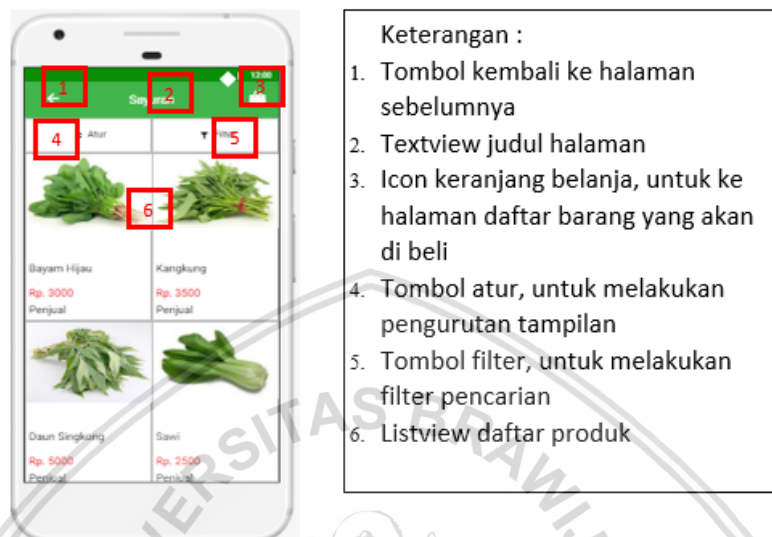 12:00
1
2
3
Sayuran
4
Atur
5
Filter
6
Bayam Hijau
Kangkung
Rp. 3000
Rp. 3500
Penjual
Penjual
Daun Singkong
Sawi
Rp. 5000
Rp. 2500
Penjual
Penjual
Keterangan :
1. Tombol kembali ke halaman
sebelumnya
2. Textview judul halaman
3. Icon keranjang belanja, untuk ke
halaman daftar barang yang akan
di beli
4. Tombol atur, untuk melakukan
pengurutan tampilan
5. Tombol filter, untuk melakukan
filter pencarian
6. Listview daftar produk